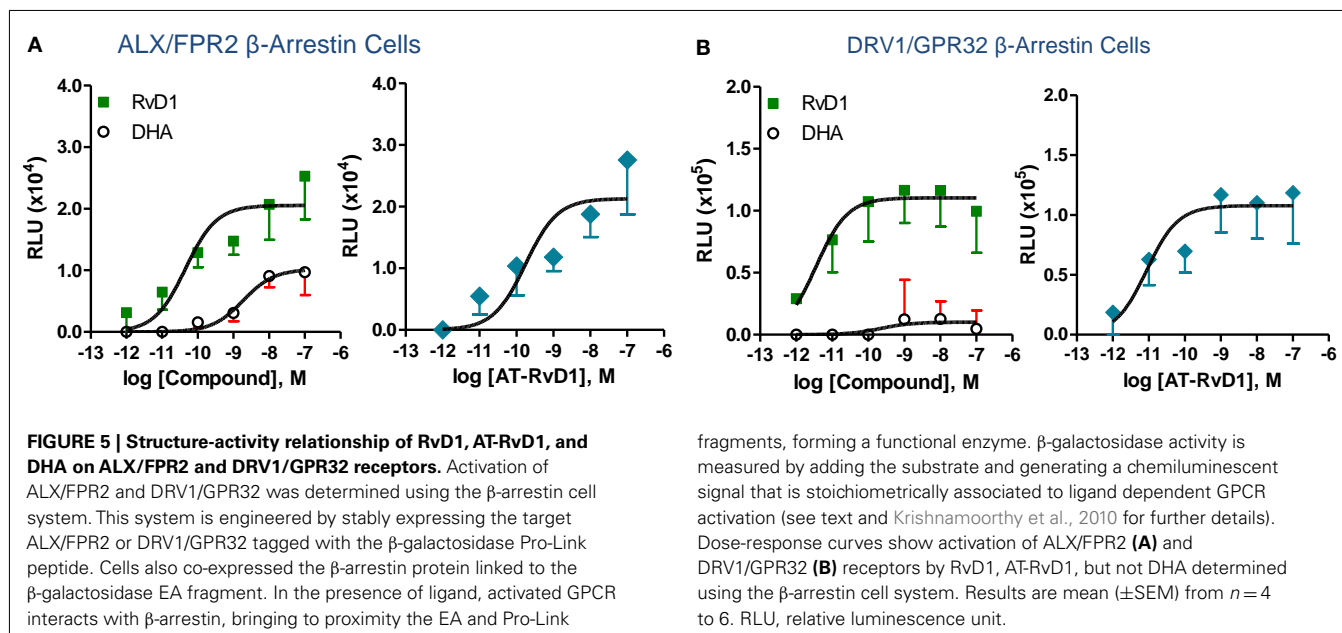 A ALX/FPR2 β-Arrestin Cells
RvD1
DHA
RLU (x10⁴)
4.0
3.0
2.0
1.0
0.0
-13 -12 -11 -10 -9 -8 -7 -6
log [Compound], M
RLU (x10⁴)
4.0
3.0
2.0
1.0
0.0
-13 -12 -11 -10 -9 -8 -7 -6
log [AT-RvD1], M
B DRV1/GPR32 β-Arrestin Cells
RvD1
DHA
RLU (x10⁵)
2.0
1.5
1.0
0.5
0.0
-13 -12 -11 -10 -9 -8 -7 -6
log [Compound], M
RLU (x10⁵)
2.0
1.5
1.0
0.5
0.0
-13 -12 -11 -10 -9 -8 -7 -6
log [AT-RvD1], M
FIGURE 5 | Structure-activity relationship of RvD1, AT-RvD1, and
DHA on ALX/FPR2 and DRV1/GPR32 receptors. Activation of
ALX/FPR2 and DRV1/GPR32 was determined using the β-arrestin cell
system. This system is engineered by stably expressing the target
ALX/FPR2 or DRV1/GPR32 tagged with the β-galactosidase Pro-Link
peptide. Cells also co-expressed the β-arrestin protein linked to the
β-galactosidase EA fragment. In the presence of ligand, activated GPCR
interacts with β-arrestin, bringing to proximity the EA and Pro-Link
fragments, forming a functional enzyme. β-galactosidase activity is
measured by adding the substrate and generating a chemiluminescent
signal that is stoichiometrically associated to ligand dependent GPCR
activation (see text and Krishnamoorthy et al., 2010 for further details).
Dose-response curves show activation of ALX/FPR2 (A) and
DRV1/GPR32 (B) receptors by RvD1, AT-RvD1, but not DHA determined
using the β-arrestin cell system. Results are mean (±SEM) from n = 4
to 6. RLU, relative luminescence unit.